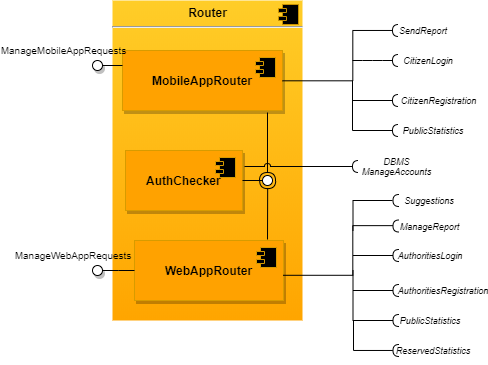 Router
ManageMobileAppRequests
MobileAppRouter
SendReport
CitizenLogin
CitizenRegistration
PublicStatistics
AuthChecker
DBMS
ManageAccounts
ManageWebAppRequests
WebAppRouter
Suggestions
ManageReport
AuthoritiesLogin
AuthoritiesRegistration
PublicStatistics
ReservedStatistics